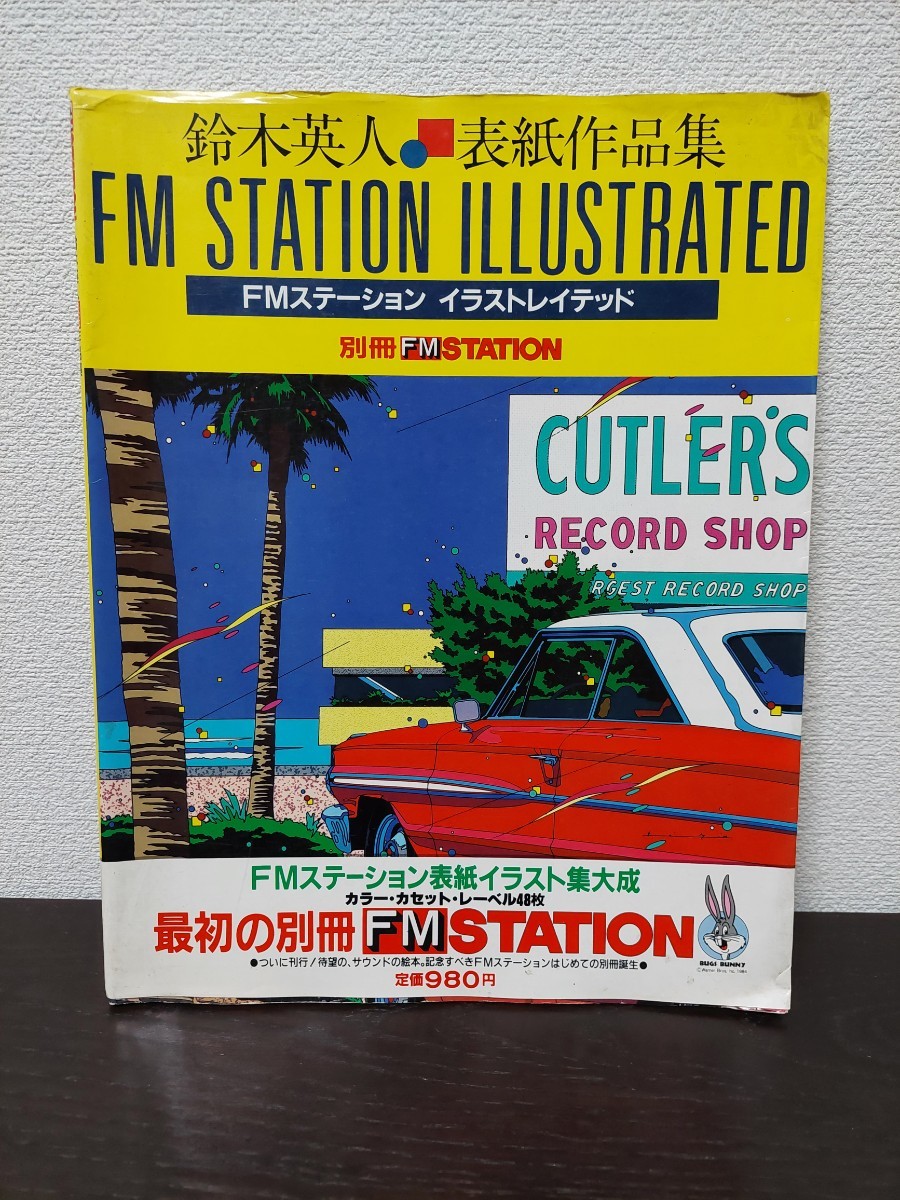 鈴木英人 表紙作品集
FM STATION ILLUSTRATED
FMステーション イラストレイテッド
別冊 FM STATION
CUTLER'S
RECORD SHOP
RGEST RECORD SHOP
FMステーション表紙イラスト集大成
カラー・カセット・レーベル48枚
最初の別冊 FM STATION
BUGS BUNNY
●ついに刊行!待望の、サウンドの絵本。記念すべきFMステーションはじめての別冊誕生●
定価980円